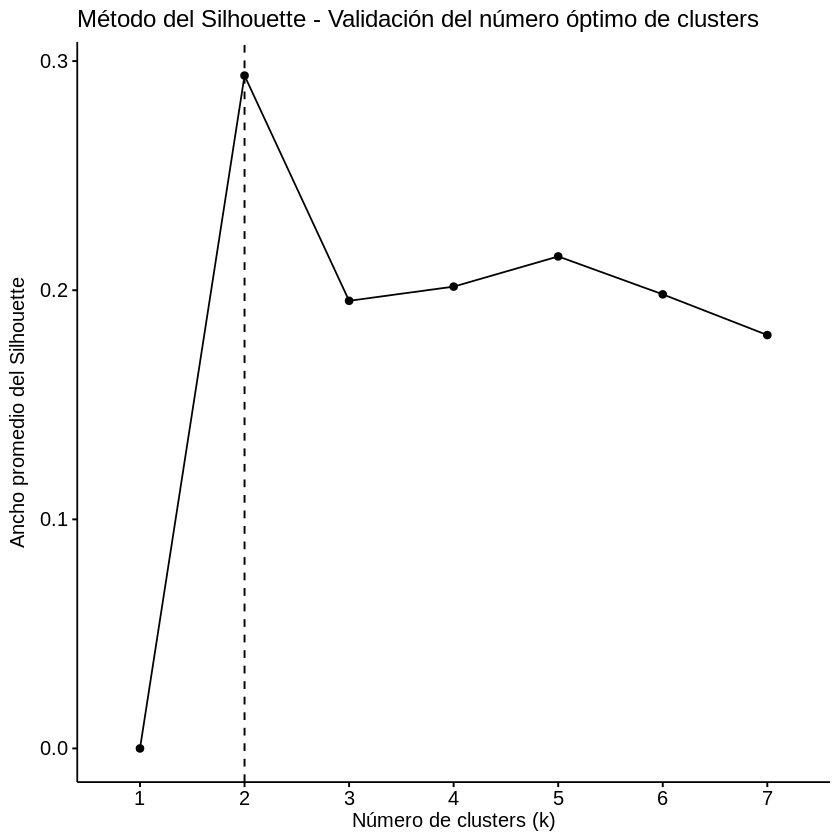 Método del Silhouette - Validación del número óptimo de clusters
Ancho promedio del Silhouette
0.3
0.2
0.1
0.0
1 2 3 4 5 6 7
Número de clusters (k)